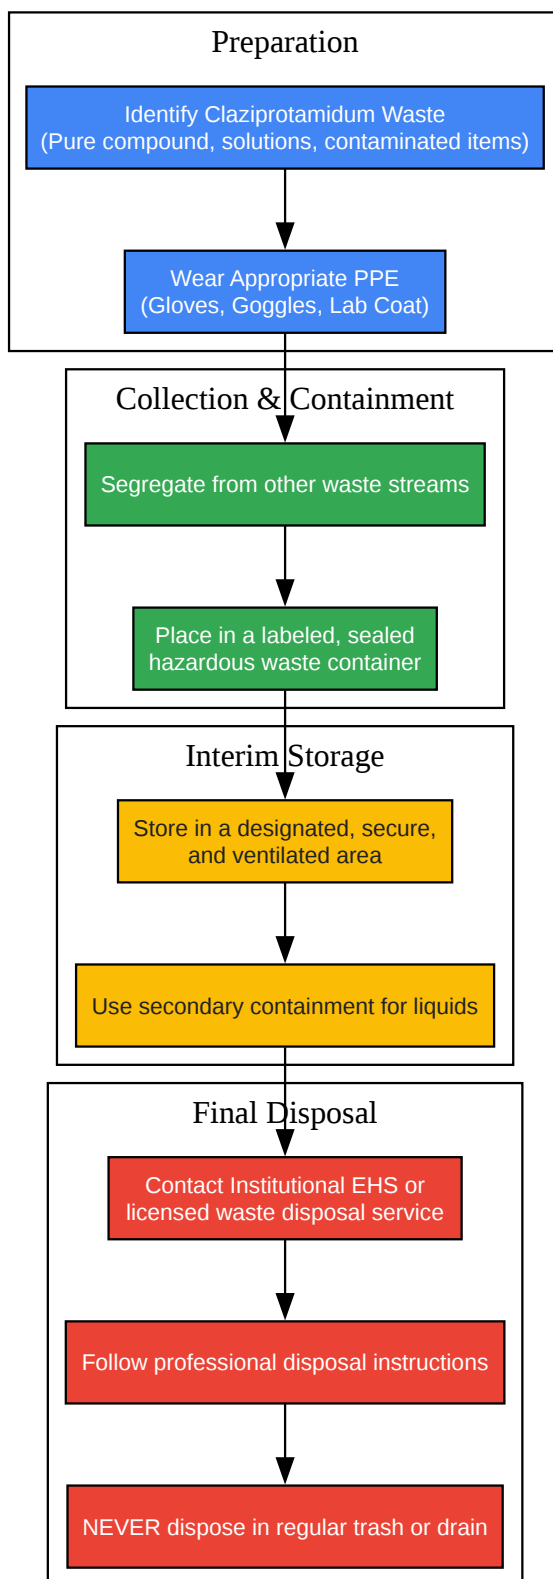 Preparation
Identify Claziprotamidum Waste
(Pure compound, solutions, contaminated items)
Wear Appropriate PPE
(Gloves, Goggles, Lab Coat)
Collection & Containment
Segregate from other waste streams
Place in a labeled, sealed
hazardous waste container
Interim Storage
Store in a designated, secure,
and ventilated area
Use secondary containment for liquids
Final Disposal
Contact Institutional EHS or
licensed waste disposal service
Follow professional disposal instructions
NEVER dispose in regular trash or drain